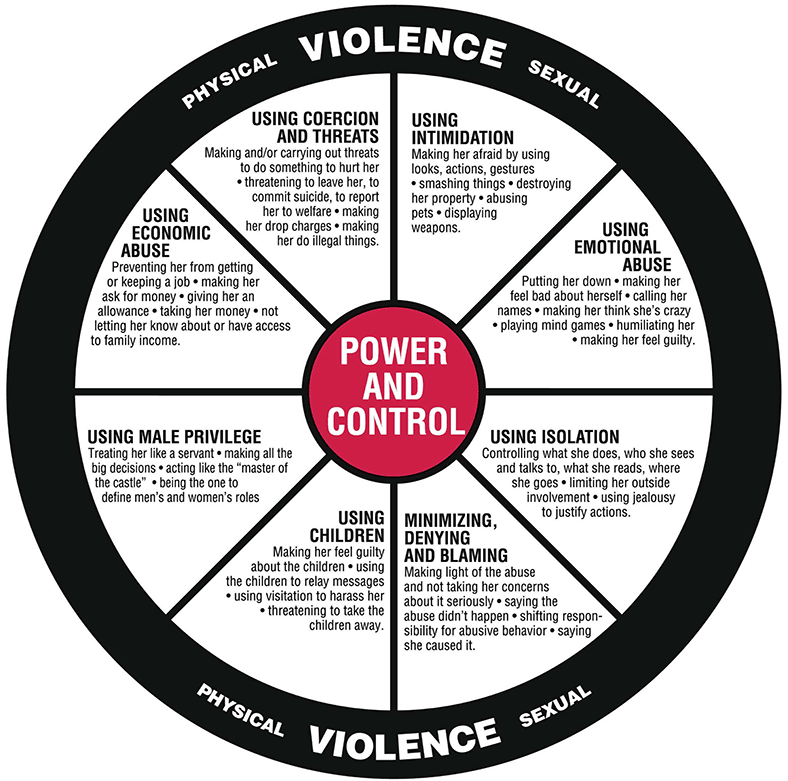 PHYSICAL VIOLENCE SEXUAL
USING COERCION
AND THREATS
Making and/or carrying out threats
to do something to hurt her
• threatening to leave her, to
commit suicide, to report
her to welfare • making
her drop charges • making
her do illegal things.
USING
INTIMIDATION
Making her afraid by using
looks, actions, gestures
• smashing things • destroying
her property • abusing
pets • displaying
weapons.
USING
EMOTIONAL
ABUSE
Putting her down • making her
feel bad about herself • calling her
names • making her think she's crazy
• playing mind games • humiliating her
• making her feel guilty.
USING ISOLATION
Controlling what she does, who she sees
and talks to, what she reads, where
she goes • limiting her outside
involvement • using jealousy
to justify actions.
MINIMIZING,
DENYING
AND BLAMING
Making light of the abuse
and not taking her concerns
about it seriously • saying the
abuse didn't happen • shifting respon-
sibility for abusive behavior • saying
she caused it.
USING
CHILDREN
Making her feel guilty
about the children • using
the children to relay messages
• using visitation to harass her
• threatening to take the
children away.
USING MALE PRIVILEGE
Treating her like a servant • making all the
big decisions • acting like the “master of
the castle” • being the one to
define men's and women's roles
USING
ECONOMIC
ABUSE
Preventing her from getting
or keeping a job • making her
ask for money • giving her an
allowance • taking her money • not
letting her know about or have access
to family income.
POWER
AND
CONTROL
PHYSICAL VIOLENCE SEXUAL